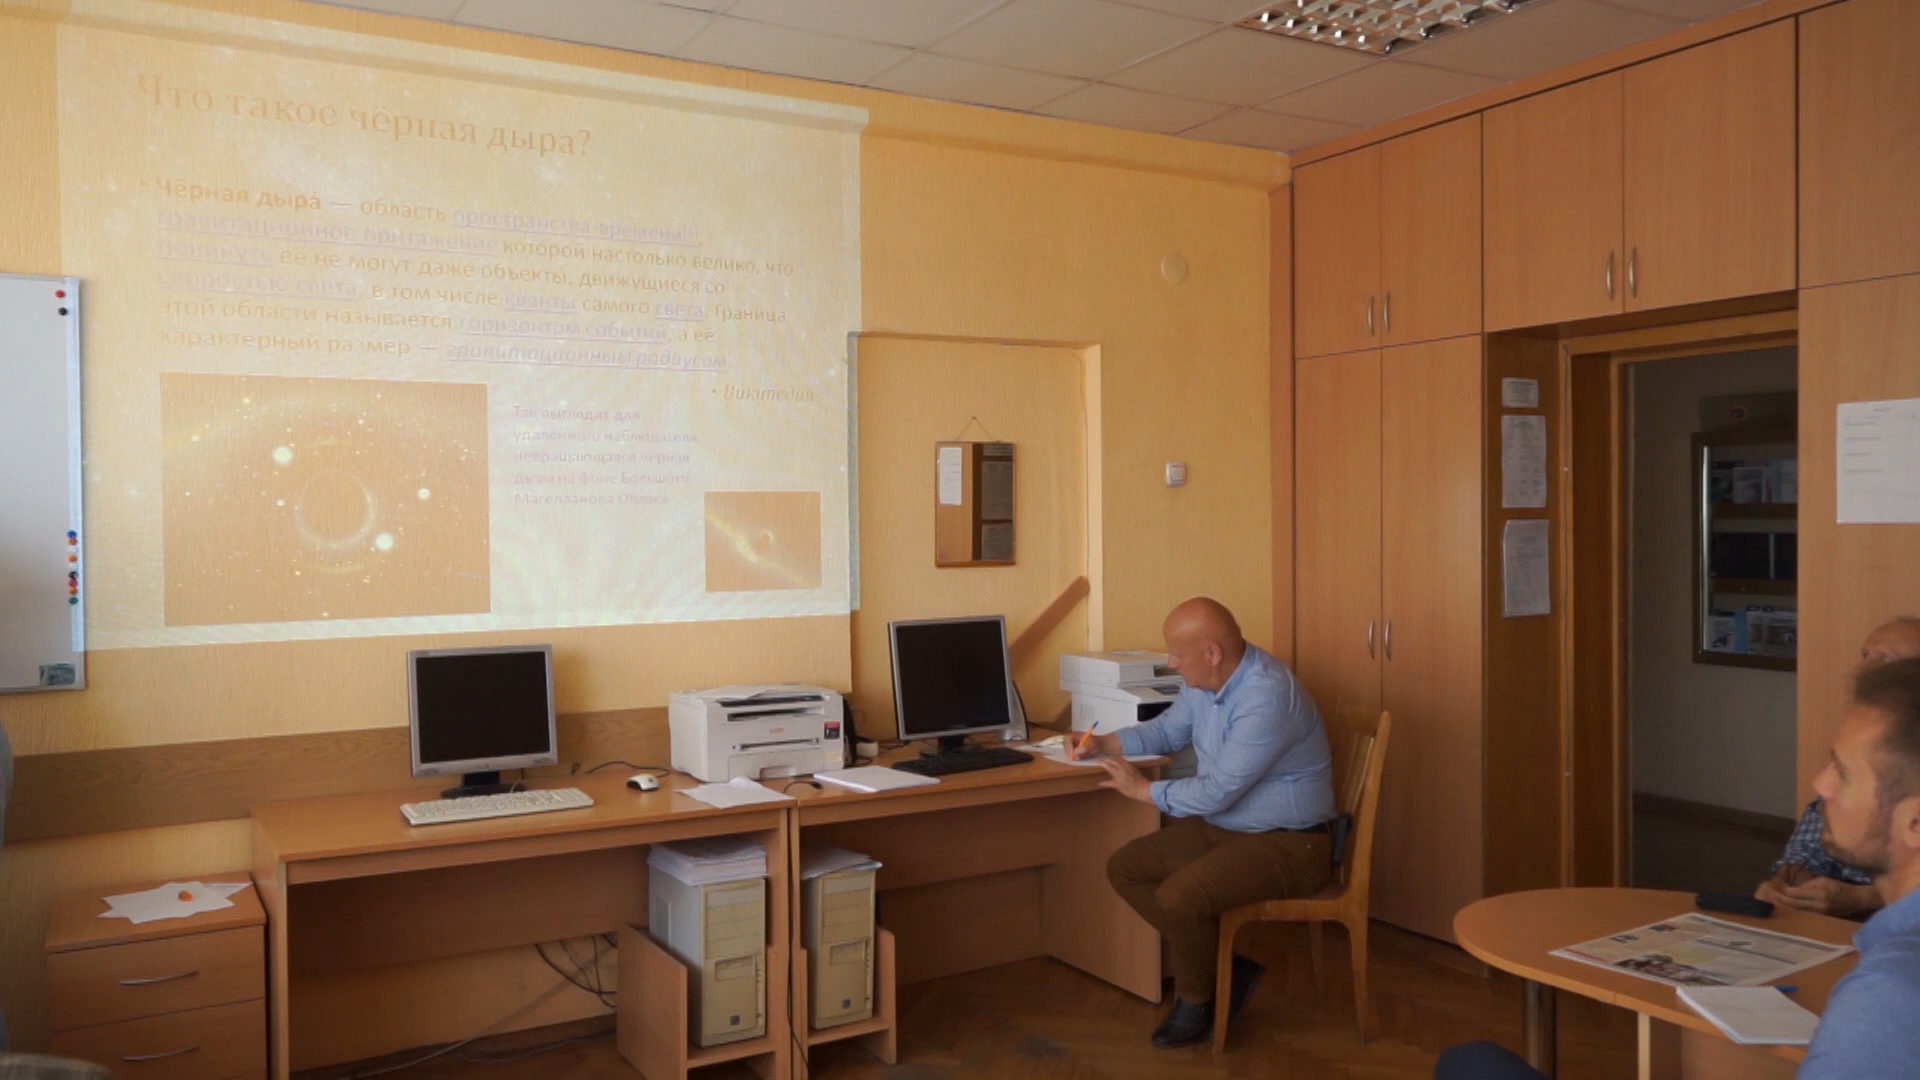 Что такое чёрная дыра?
• Чёрная дыра́ — область пространства-времени[1],
гравитационное притяжение которой настолько велико, что
покинуть её не могут даже объекты, движущиеся со
скоростью света, в том числе кванты самого света. Граница
этой области называется горизонтом событий, а её
характерный размер — гравитационным радиусом.
• Википедия
Так выглядит для
удалённого наблюдателя
невращающаяся чёрная
дыра на фоне Большого
Магелланова Облака